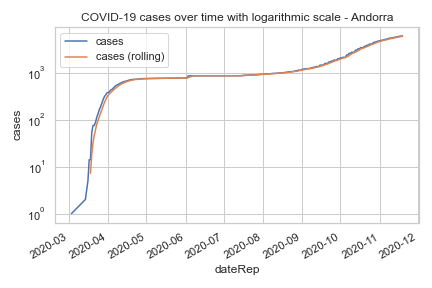 COVID-19 cases over time with logarithmic scale - Andorra
cases
cases (rolling)
10³
10²
10¹
10⁰
cases
2020-03
2020-04
2020-05
2020-06
2020-07
2020-08
2020-09
2020-10
2020-11
2020-12
dateRep